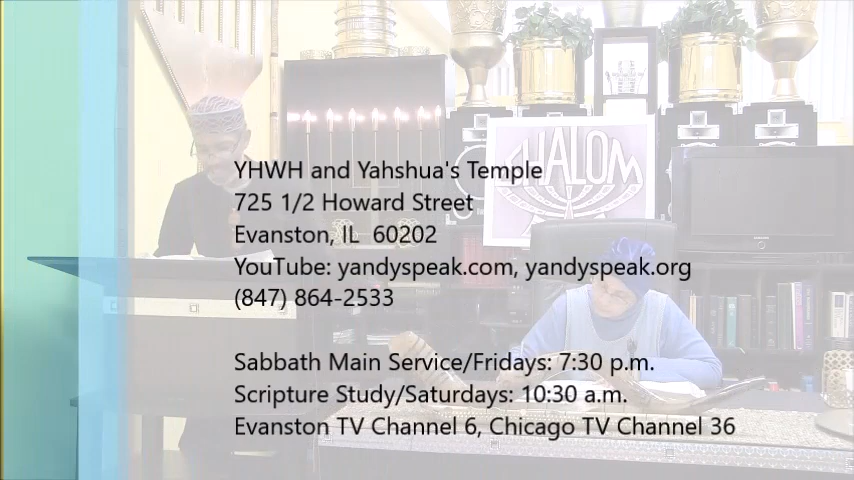 SHALOM
YHWH and Yahshua's Temple
725 1/2 Howard Street
Evanston, IL  60202
YouTube: yandyspeak.com, yandyspeak.org
(847) 864-2533
Sabbath Main Service/Fridays: 7:30 p.m.
Scripture Study/Saturdays: 10:30 a.m.
Evanston TV Channel 6, Chicago TV Channel 36